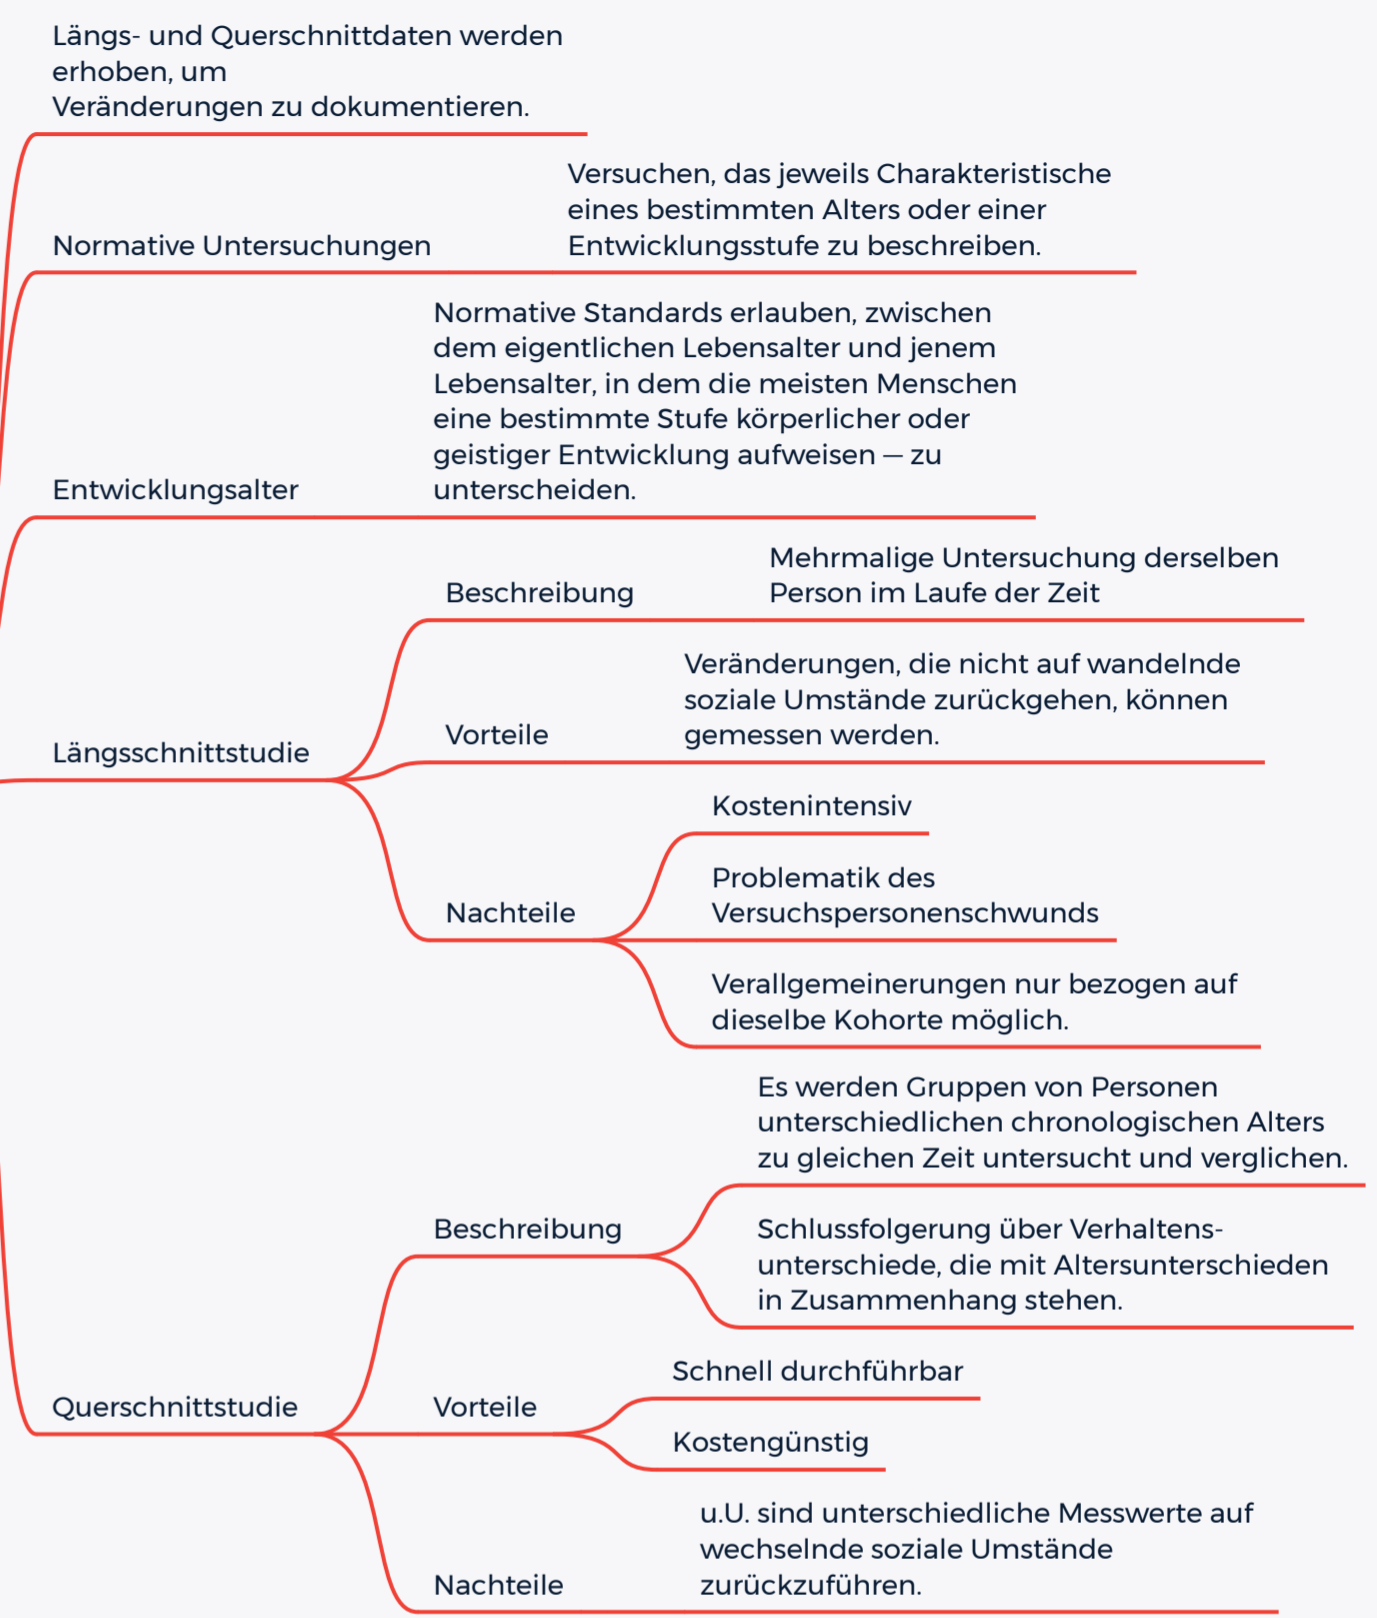 Längs- und Querschnittdaten werden
erhoben, um
Veränderungen zu dokumentieren.
Normative Untersuchungen
Versuchen, das jeweils Charakteristische
eines bestimmten Alters oder einer
Entwicklungsstufe zu beschreiben.
Entwicklungsalter
Normative Standards erlauben, zwischen
dem eigentlichen Lebensalter und jenem
Lebensalter, in dem die meisten Menschen
eine bestimmte Stufe körperlicher oder
geistiger Entwicklung aufweisen — zu
unterscheiden.
Längsschnittstudie
Beschreibung
Mehrmalige Untersuchung derselben
Person im Laufe der Zeit
Vorteile
Veränderungen, die nicht auf wandelnde
soziale Umstände zurückgehen, können
gemessen werden.
Nachteile
Kostenintensiv
Problematik des
Versuchspersonenschwunds
Verallgemeinerungen nur bezogen auf
dieselbe Kohorte möglich.
Querschnittstudie
Beschreibung
Es werden Gruppen von Personen
unterschiedlichen chronologischen Alters
zu gleichen Zeit untersucht und verglichen.
Schlussfolgerung über Verhaltens-
unterschiede, die mit Altersunterschieden
in Zusammenhang stehen.
Vorteile
Schnell durchführbar
Kostengünstig
Nachteile
u.U. sind unterschiedliche Messwerte auf
wechselnde soziale Umstände
zurückzuführen.